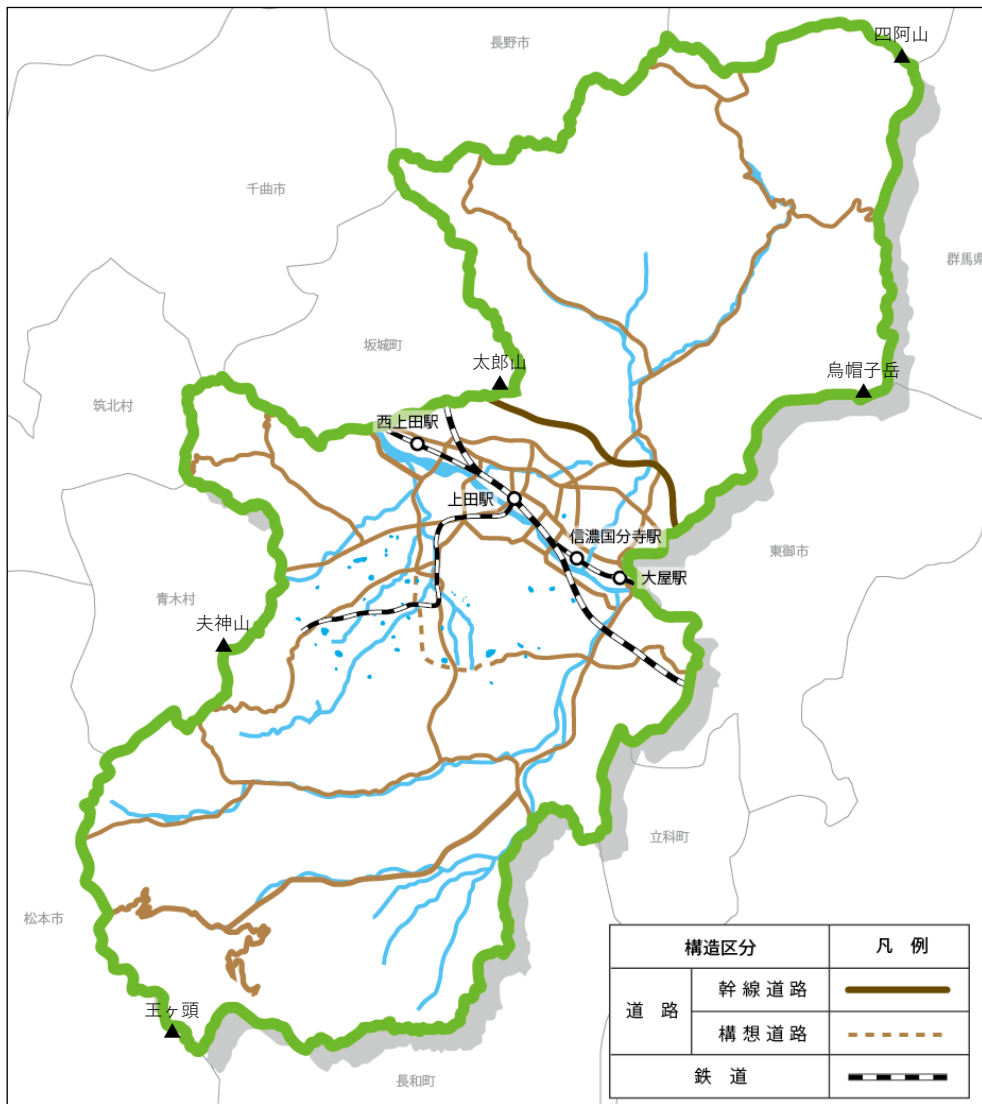 四阿山
長野市
千曲市
群馬県
坂城町
太郎山
烏帽子岳
筑北村
西上田駅
上田駅
信濃国分寺駅
東御市
大屋駅
青木村
夫神山
立科町
松本市
王ヶ頭
長和町
構造区分 凡 例
道 路 幹線道路
構想道路
鉄 道